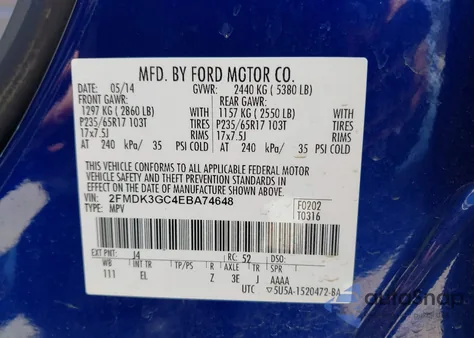 MFD. BY FORD MOTOR CO.
DATE: 05/14 GVWR: 2440 KG ( 5380 LB)
FRONT GAWR: REAR GAWR:
1297 KG ( 2860 LB) 1157 KG ( 2550 LB)
P235/65R17 103T TIRES P235/65R17 103T TIRES
17x7.5J RIMS 17x7.5J RIMS
AT 240 kPa/ 35 PSI COLD AT 240 kPa/ 35 PSI COLD
THIS VEHICLE CONFORMS TO ALL APPLICABLE FEDERAL MOTOR
VEHICLE SAFETY AND THEFT PREVENTION STANDARDS IN
EFFECT ON THE DATE OF MANUFACTURE SHOWN ABOVE.
VIN: 2FMDK3GC4EBA74648 F0202
TYPE: MPV T0316
EXT PNT: J4 RC: 52 DSO:
WB INT TR TP/PS R AXLE TR SPR
111 EL Z 3E J AAAA
UTC 5U5A-1520472-BA